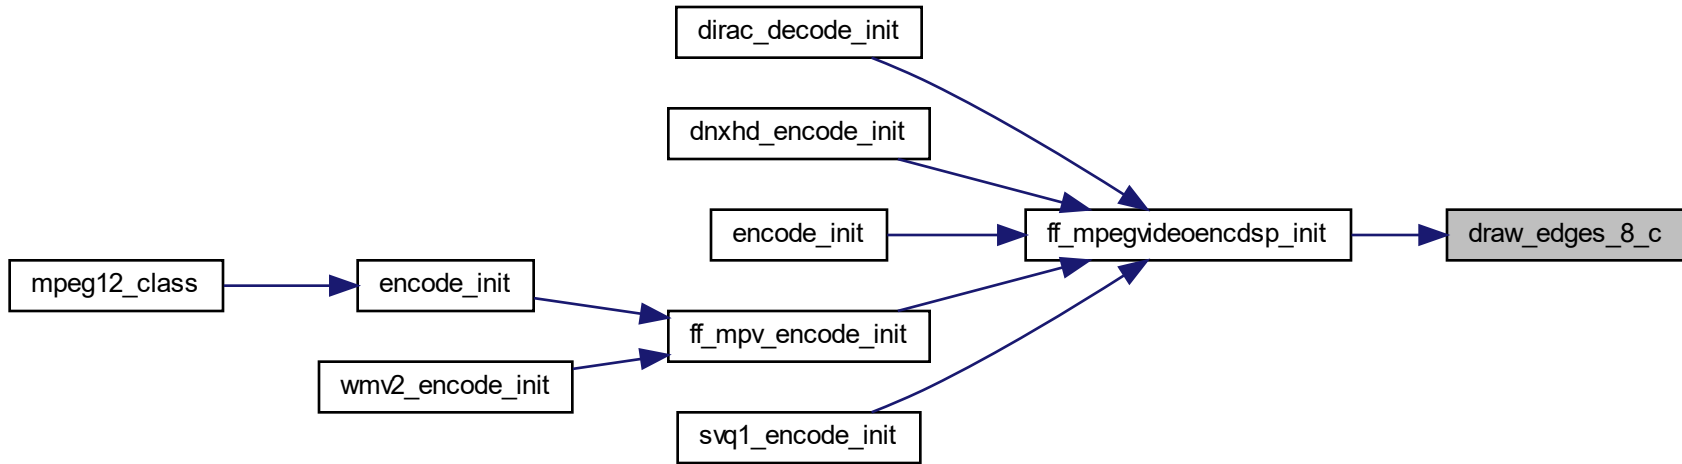 dirac_decode_init
dnxhd_encode_init
encode_init
ff_mpegvideoencdsp_init
draw_edges_8_c
mpeg12_class
encode_init
ff_mpv_encode_init
wmv2_encode_init
svq1_encode_init